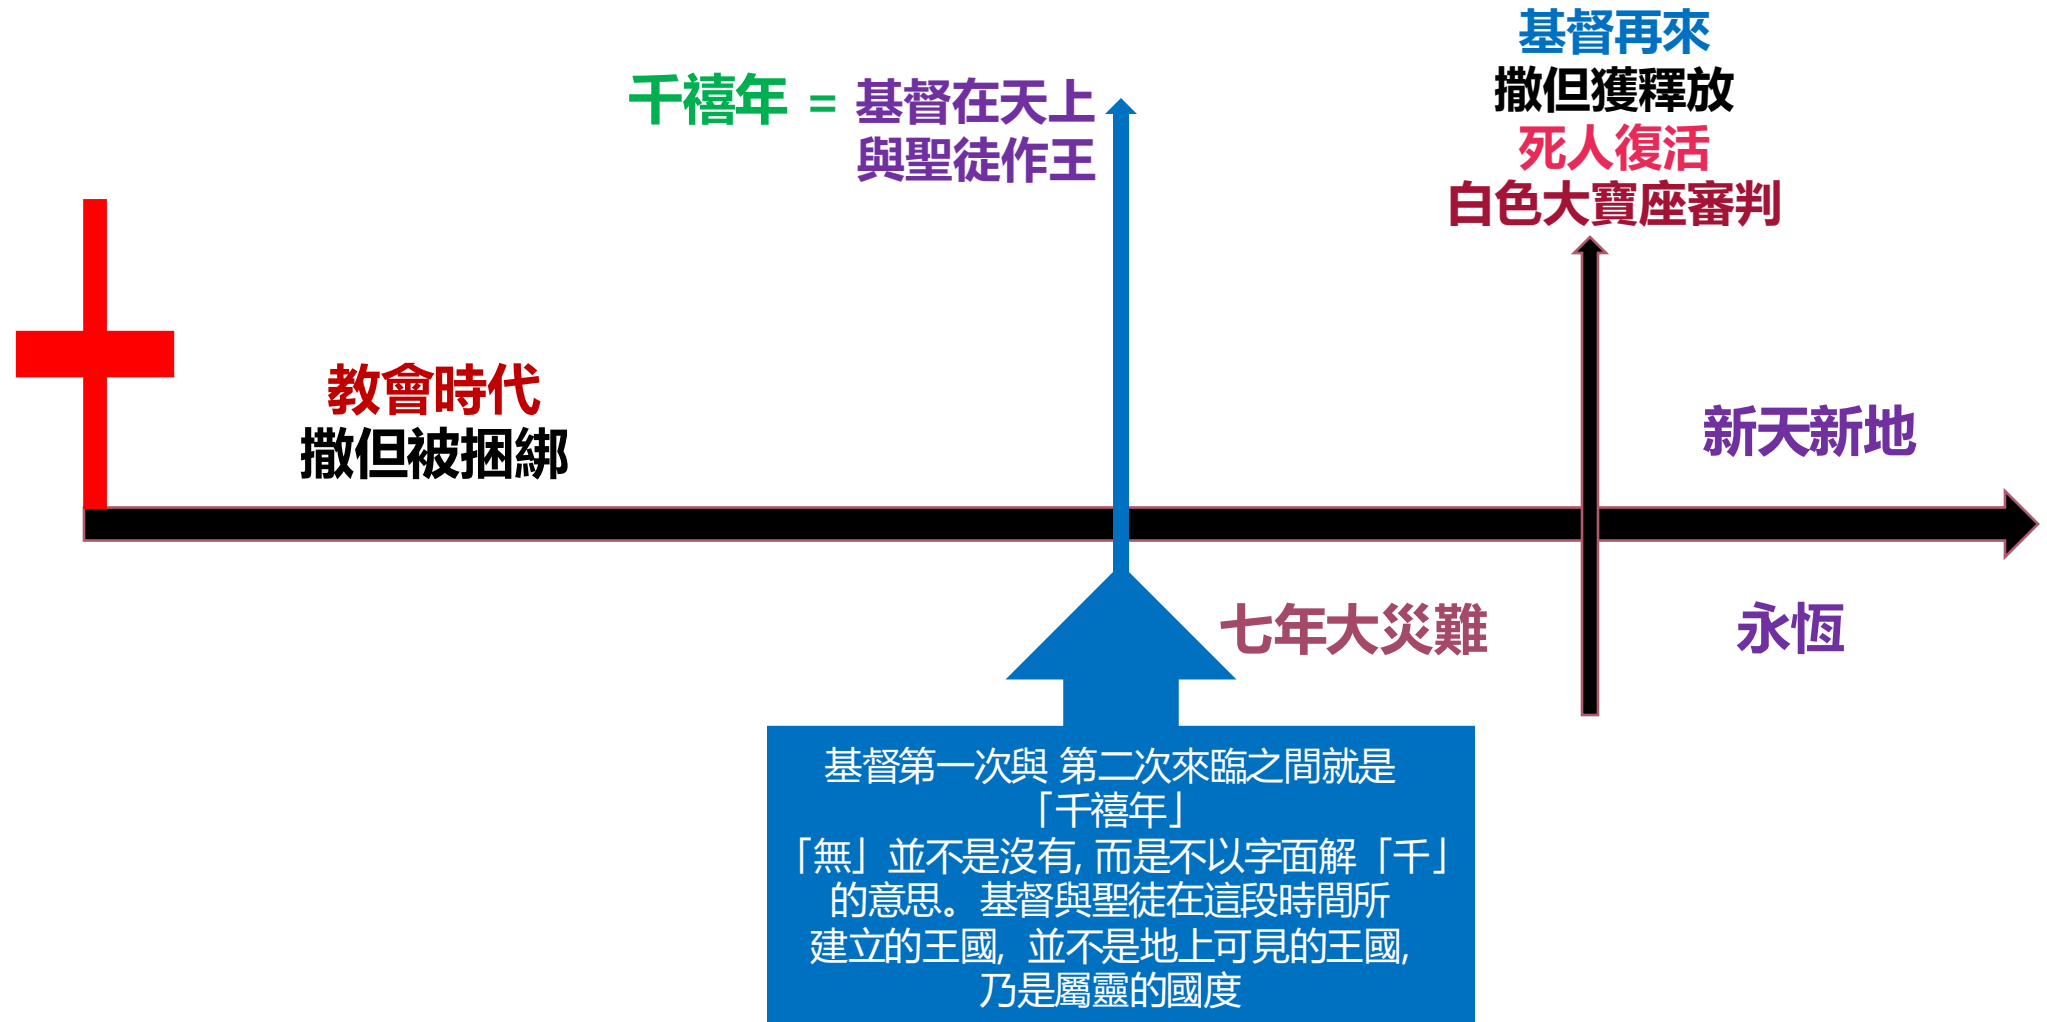 基督再來
撒但獲釋放
死人復活
白色大寶座審判
千禧年 = 基督在天上
與聖徒作王
教會時代
撒但被捆綁
新天新地
七年大災難
永恆
基督第一次與 第二次來臨之間就是
「千禧年」
「無」並不是沒有, 而是不以字面解「千」
的意思。基督與聖徒在這段時間所
建立的王國, 並不是地上可見的王國,
乃是屬靈的國度